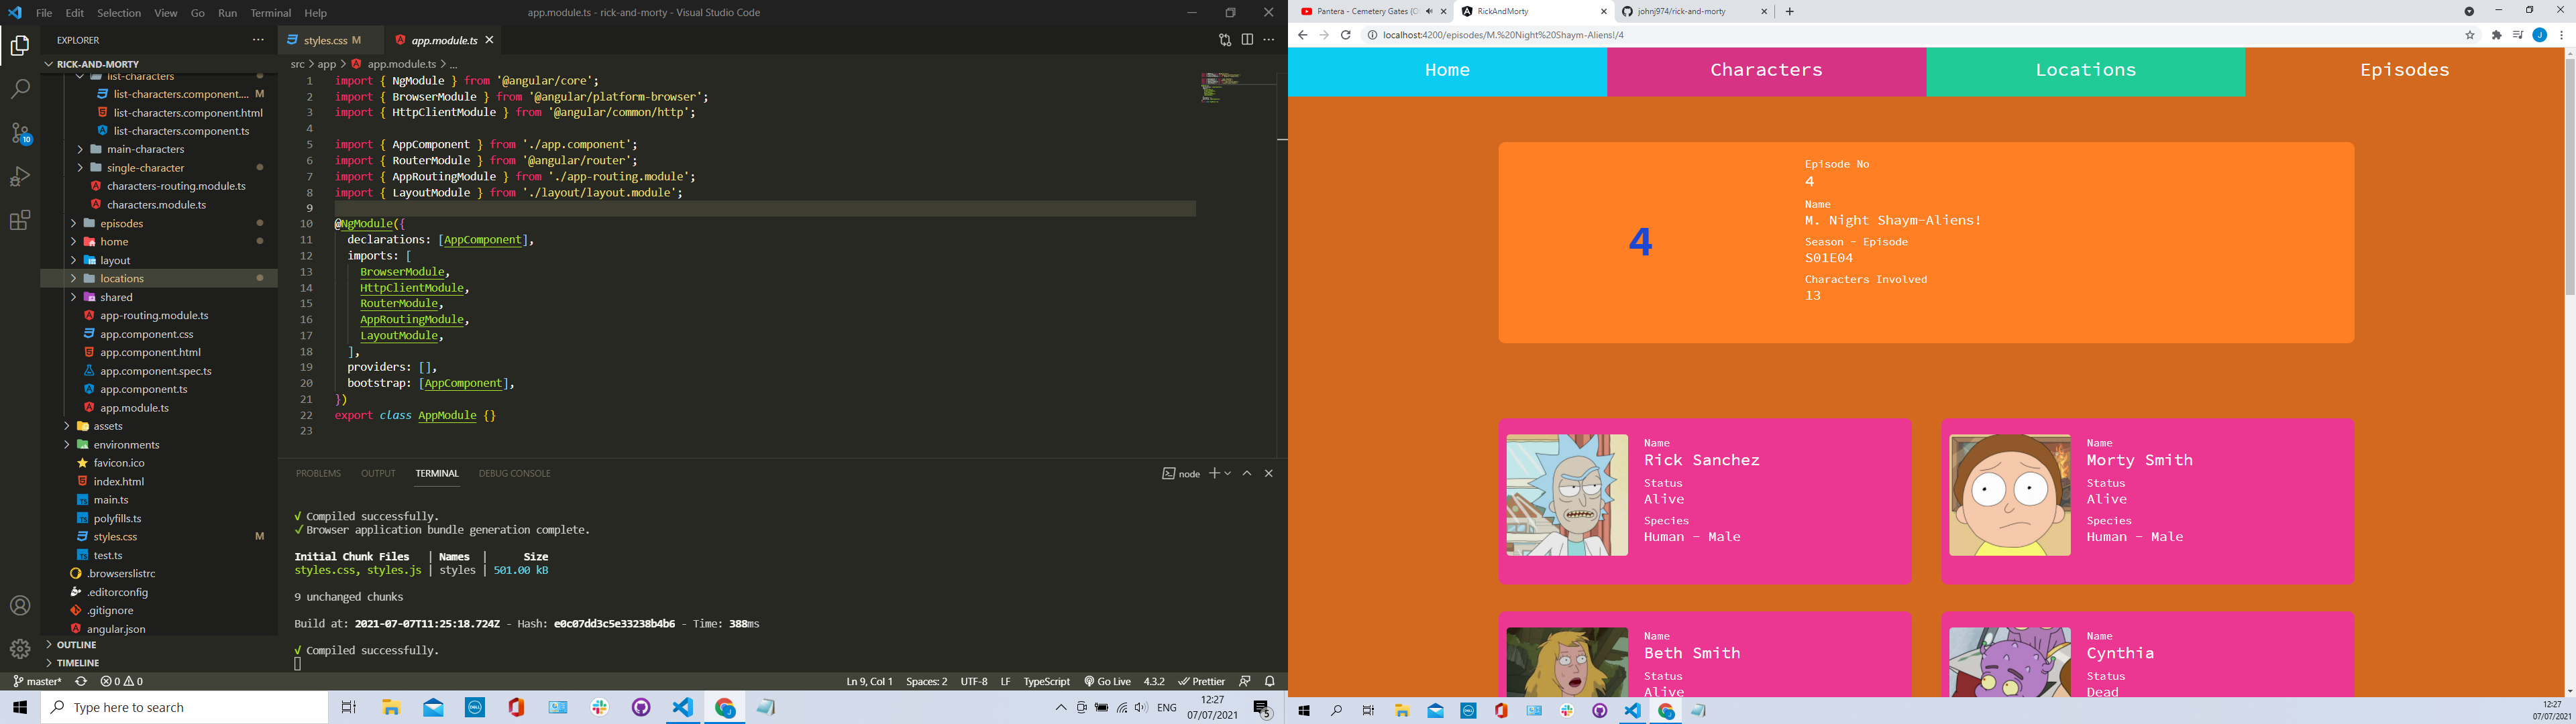 File Edit Selection View Go Run Terminal Help
app.module.ts - rick-and-morty - Visual Studio Code
EXPLORER
RICK-AND-MORTY
list-characters
list-characters.component.... M
list-characters.component.html
list-characters.component.ts
main-characters
single-character
characters-routing.module.ts
characters.module.ts
episodes
home
layout
locations
shared
app-routing.module.ts
app.component.css
app.component.html
app.component.spec.ts
app.component.ts
app.module.ts
assets
environments
favicon.ico
index.html
main.ts
polyfills.ts
styles.css M
test.ts
.browserslistrc
.editorconfig
.gitignore
angular.json
OUTLINE
TIMELINE
10
styles.css M
app.module.ts
src > app > app.module.ts > ...
1 import { NgModule } from '@angular/core';
2 import { BrowserModule } from '@angular/platform-browser';
3 import { HttpClientModule } from '@angular/common/http';
4
5 import { AppComponent } from './app.component';
6 import { RouterModule } from '@angular/router';
7 import { AppRoutingModule } from './app-routing.module';
8 import { LayoutModule } from './layout/layout.module';
9
10 @NgModule({
11 declarations: [AppComponent],
12 imports: [
13 BrowserModule,
14 HttpClientModule,
15 RouterModule,
16 AppRoutingModule,
17 LayoutModule,
18 ],
19 providers: [],
20 bootstrap: [AppComponent],
21 })
22 export class AppModule {}
23
PROBLEMS OUTPUT TERMINAL DEBUG CONSOLE
node
√ Compiled successfully.
✓ Browser application bundle generation complete.
Initial Chunk Files | Names | Size
styles.css, styles.js | styles | 501.00 kB
9 unchanged chunks
Build at: 2021-07-07T11:25:18.724Z - Hash: e0c07dd3c5e33238b4b6 - Time: 388ms
√ Compiled successfully.
master* 0 0
Ln 9, Col 1 Spaces: 2 UTF-8 LF TypeScript Go Live 4.3.2 Prettier
Type here to search
DELL
ENG
12:27
07/07/2021
5
Pantera - Cemetery Gates (O
RickAndMorty
johnj974/rick-and-morty
localhost:4200/episodes/M.%20Night%20Shaym-Aliens!/4
J
Home
Characters
Locations
Episodes
4
Episode No
4
Name
M. Night Shaym-Aliens!
Season - Episode
S01E04
Characters Involved
13
Name
Rick Sanchez
Status
Alive
Species
Human - Male
Name
Morty Smith
Status
Alive
Species
Human - Male
Name
Beth Smith
Status
Alive
Name
Cynthia
Status
Dead
12:27
07/07/2021